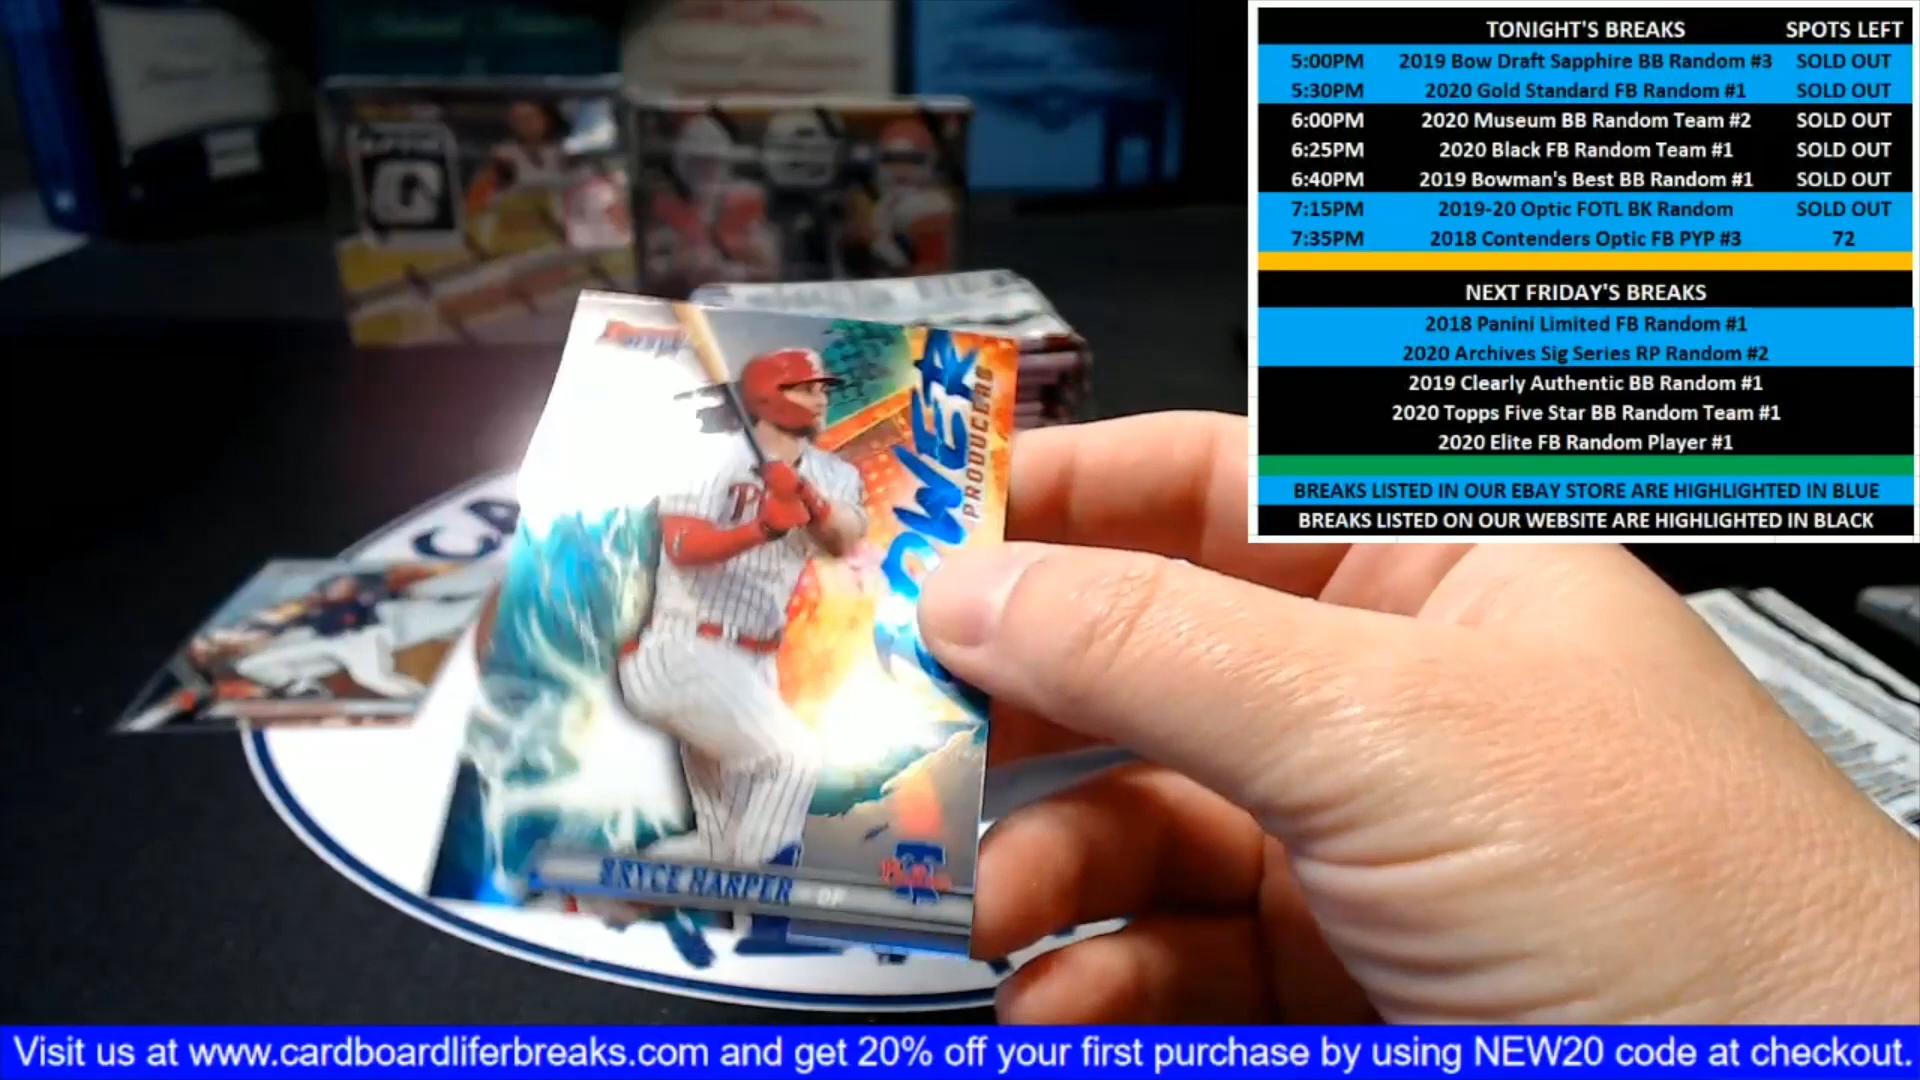 TONIGHT'S BREAKS SPOTS LEFT
5:00PM 2019 Bow Draft Sapphire BB Random #3 SOLD OUT
5:30PM 2020 Gold Standard FB Random #1 SOLD OUT
6:00PM 2020 Museum BB Random Team #2 SOLD OUT
6:25PM 2020 Black FB Random Team #1 SOLD OUT
6:40PM 2019 Bowman's Best BB Random #1 SOLD OUT
7:15PM 2019-20 Optic FOTL BK Random SOLD OUT
7:35PM 2018 Contenders Optic FB PYP #3 72
NEXT FRIDAY'S BREAKS
2018 Panini Limited FB Random #1
2020 Archives Sig Series RP Random #2
2019 Clearly Authentic BB Random #1
2020 Topps Five Star BB Random Team #1
2020 Elite FB Random Player #1
BREAKS LISTED IN OUR EBAY STORE ARE HIGHLIGHTED IN BLUE
BREAKS LISTED ON OUR WEBSITE ARE HIGHLIGHTED IN BLACK
POWER
PRODUCERS
BRYCE HARPER OF
Visit us at www.cardboardliferbreaks.com and get 20% off your first purchase by using NEW20 code at checkout.